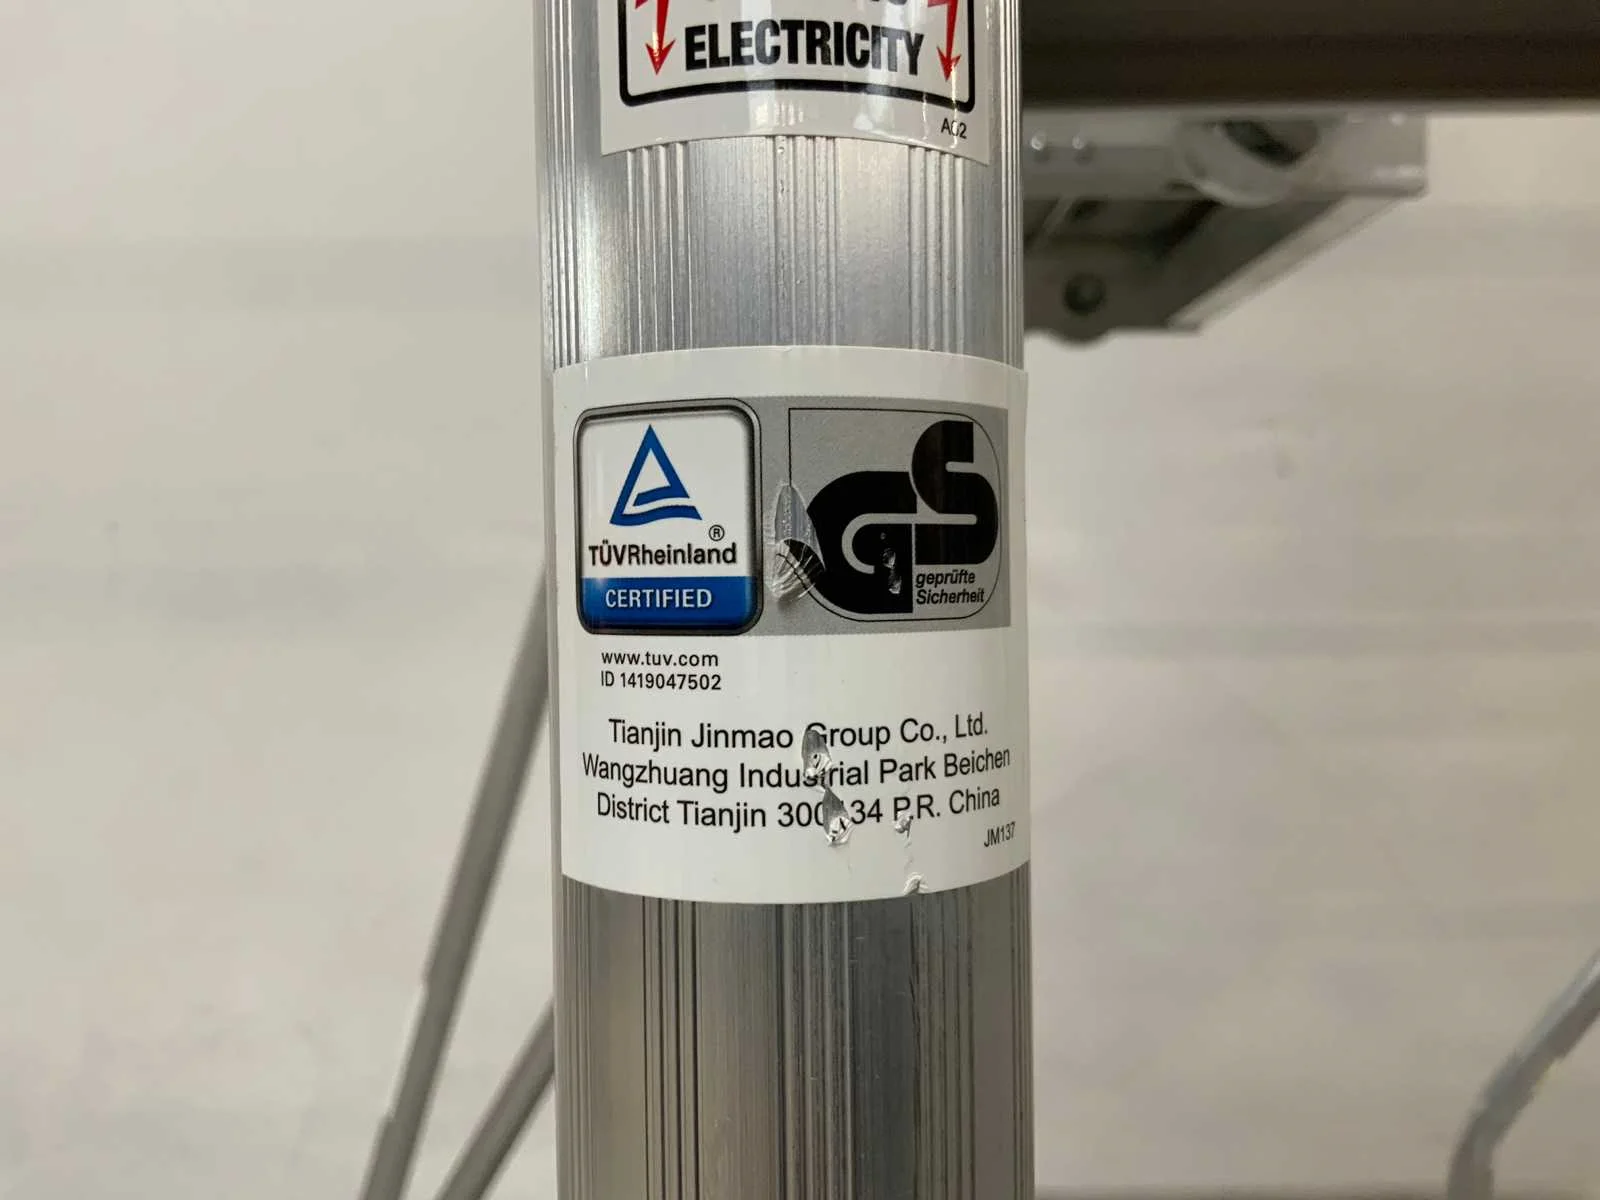 ELECTRICITY
A02
TÜVRheinland®
CERTIFIED
GS
geprüfte
Sicherheit
www.tuv.com
ID 1419047502
Tianjin Jinmao Group Co., Ltd.
Wangzhuang Industrial Park Beichen
District Tianjin P.R. China
JM137